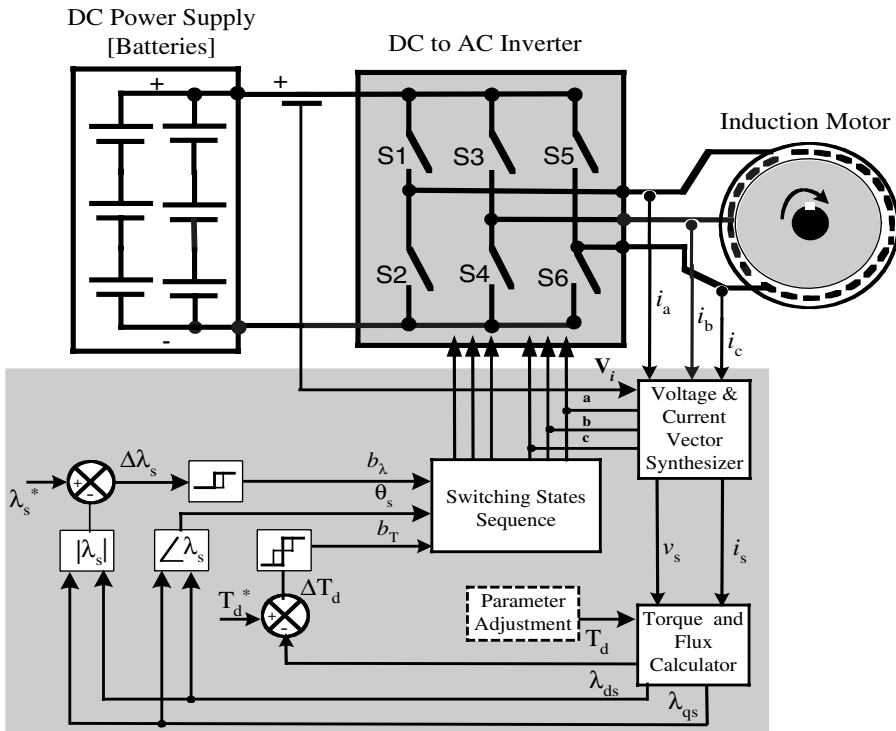 DC Power Supply
[Batteries]
DC to AC Inverter
Induction Motor
+
+
-
S1
S3
S5
S2
S4
S6
i_a
i_b
i_c
V_i
a
b
c
Voltage &
Current
Vector
Synthesizer
λ_s*
+
-
Δλ_s
b_λ
θ_s
b_T
Switching States
Sequence
|λ_s|
∠λ_s
v_s
i_s
T_d*
+
-
ΔT_d
Parameter
Adjustment
T_d
Torque and
Flux
Calculator
λ_ds
λ_qs